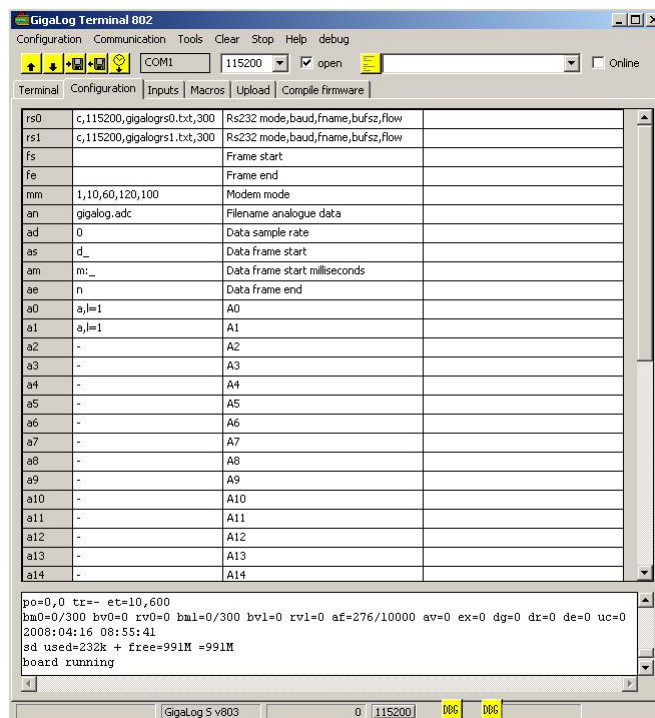 GigaLog Terminal 802
Configuration Communication Tools Clear Stop Help debug
COM1 115200 open Online
Terminal Configuration Inputs Macros Upload Compile firmware
rs0 c,115200,gigalogrs0.txt,300 Rs232 mode,baud,fname,bufsz,flow
rs1 c,115200,gigalogrs1.txt,300 Rs232 mode,baud,fname,bufsz,flow
fs Frame start
fe Frame end
mm 1,10,60,120,100 Modem mode
an gigalog.adc Filename analogue data
ad 0 Data sample rate
as d_ Data frame start
am m:_ Data frame start milliseconds
ae n Data frame end
a0 a,l=1 A0
a1 a,l=1 A1
a2 - A2
a3 - A3
a4 - A4
a5 - A5
a6 - A6
a7 - A7
a8 - A8
a9 - A9
a10 - A10
a11 - A11
a12 - A12
a13 - A13
a14 - A14
po=0,0 tr=- et=10,600
bm0=0/300 bv0=0 rv0=0 bm1=0/300 bv1=0 rv1=0 af=276/10000 av=0 ex=0 dg=0 dr=0 de=0 uc=0
2008:04:16 08:55:41
sd used=232k + free=991M =991M
board running
GigaLog S v803 0 115200 DBG DBG